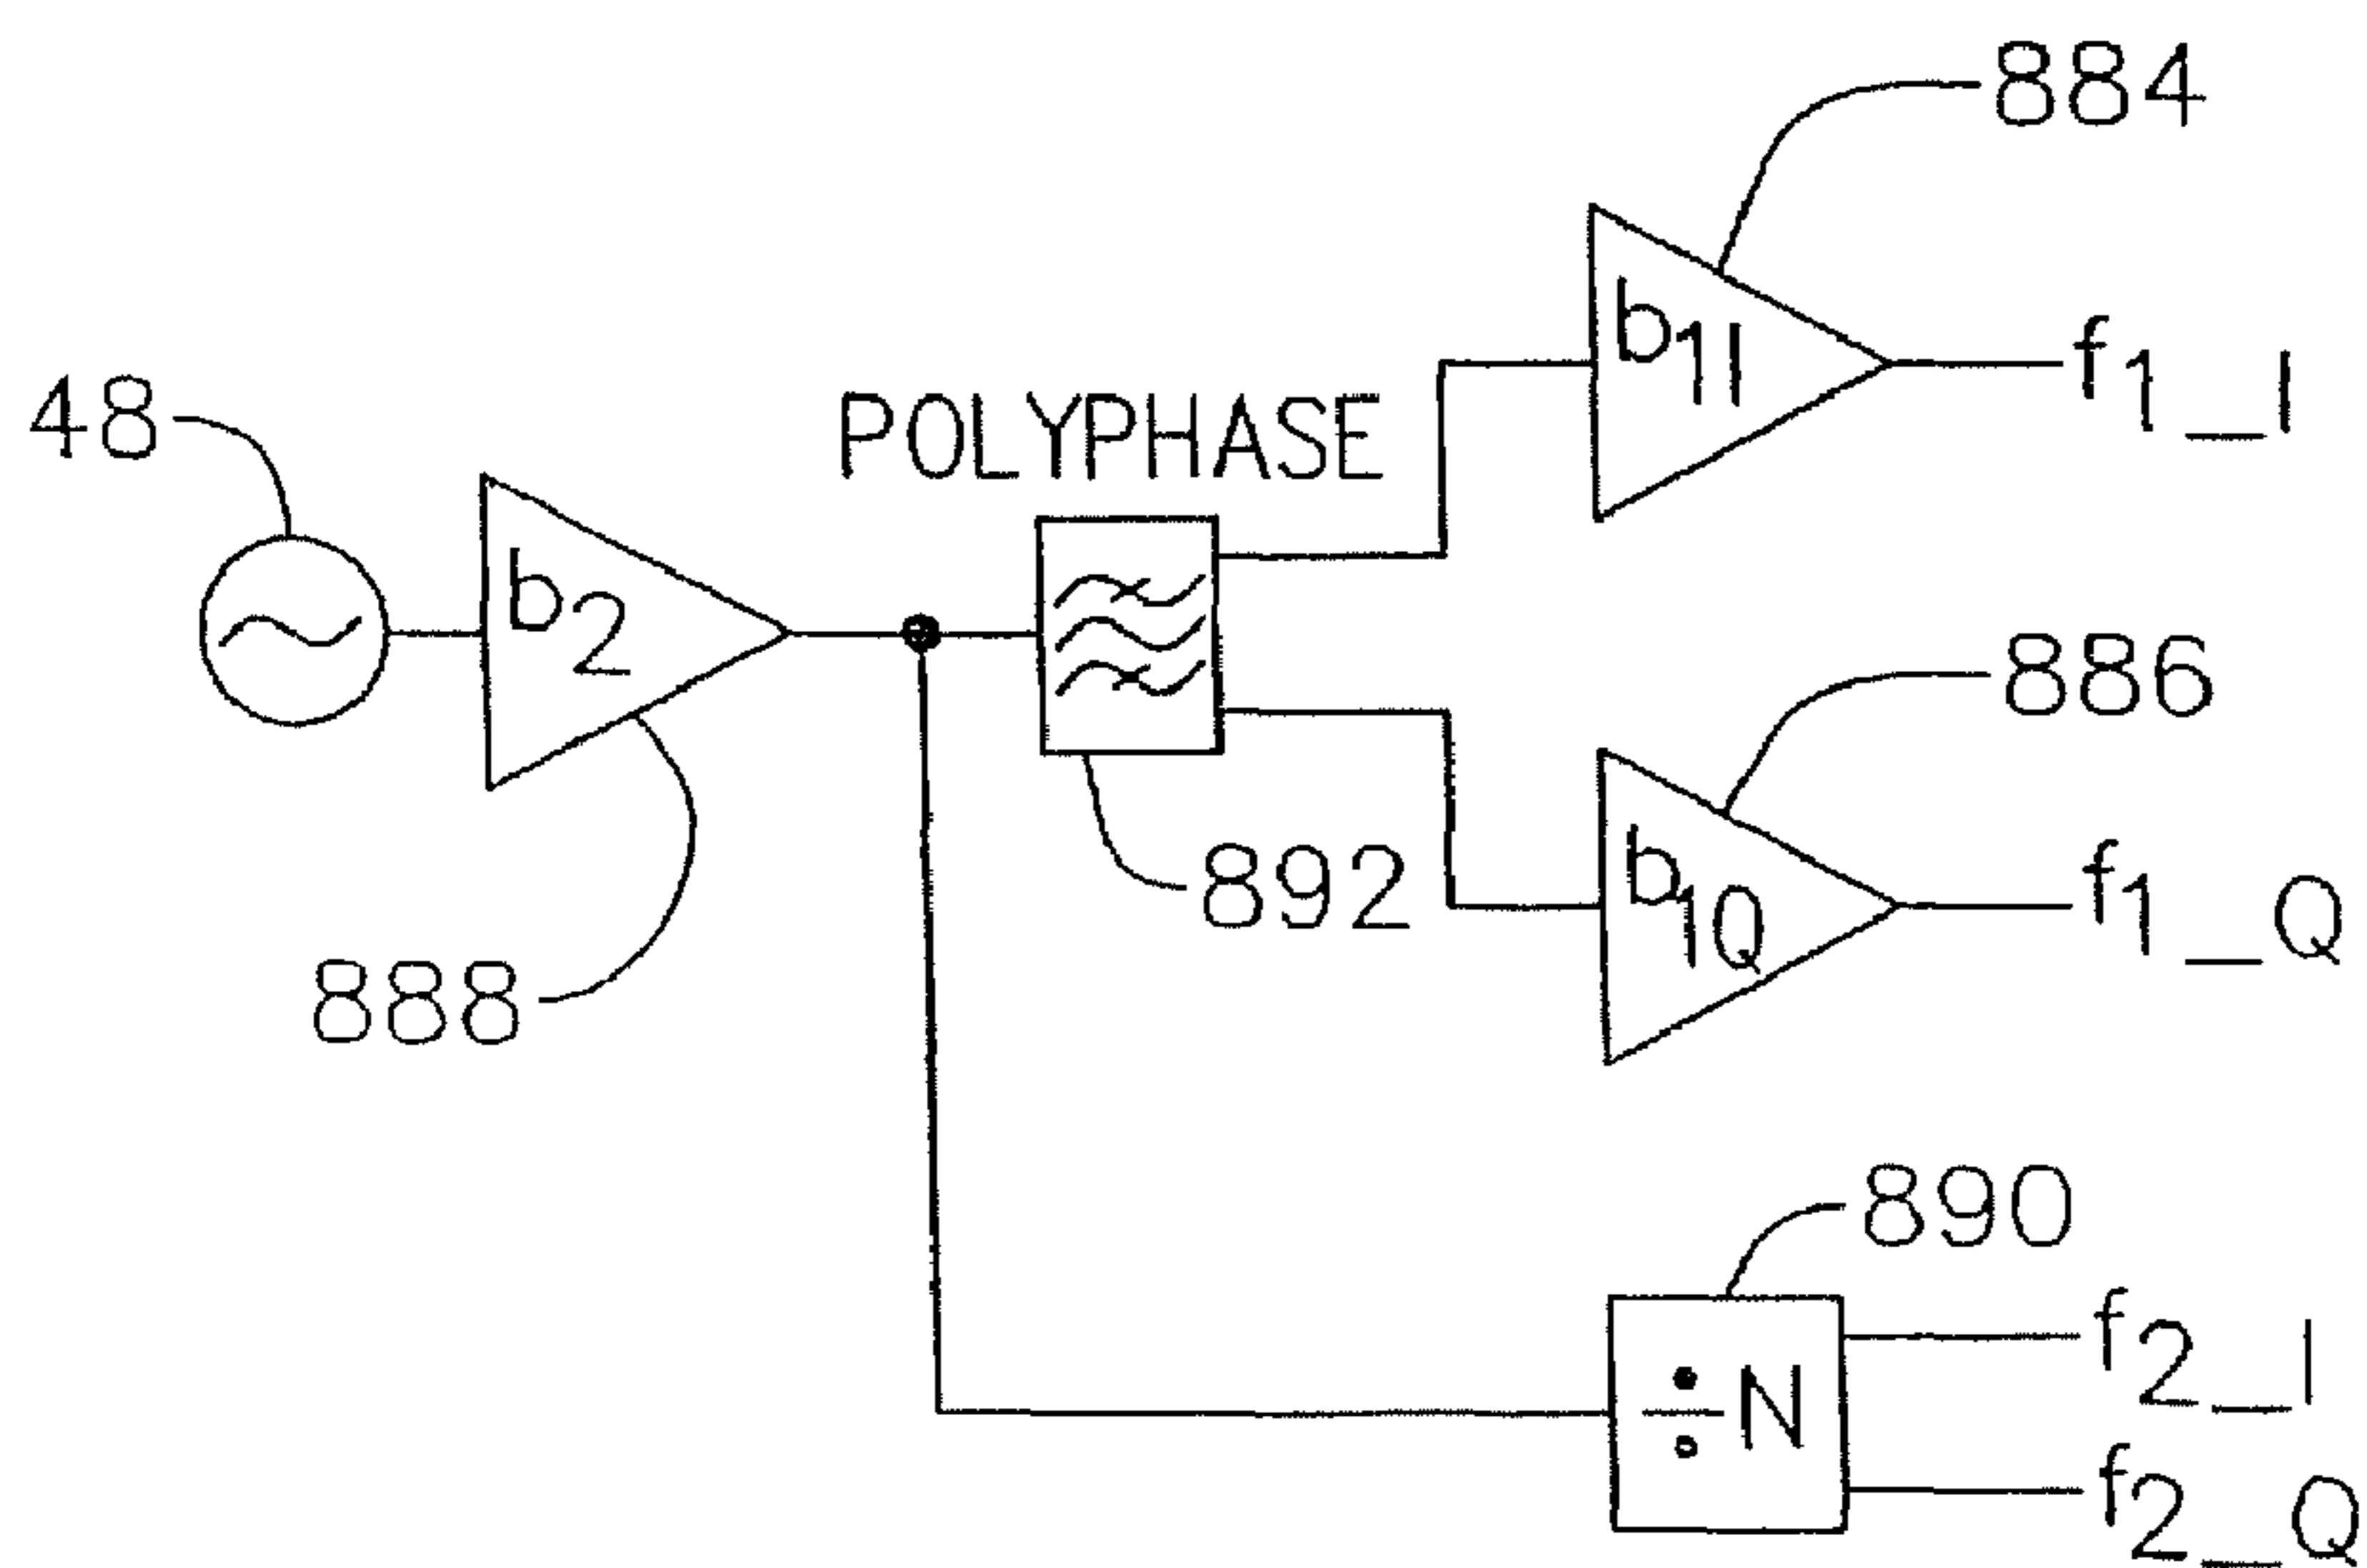 884
b1I
f1_I
48
POLYPHASE
b2
886
892
b1Q
f1_Q
888
890
f2_I
÷N
f2_Q